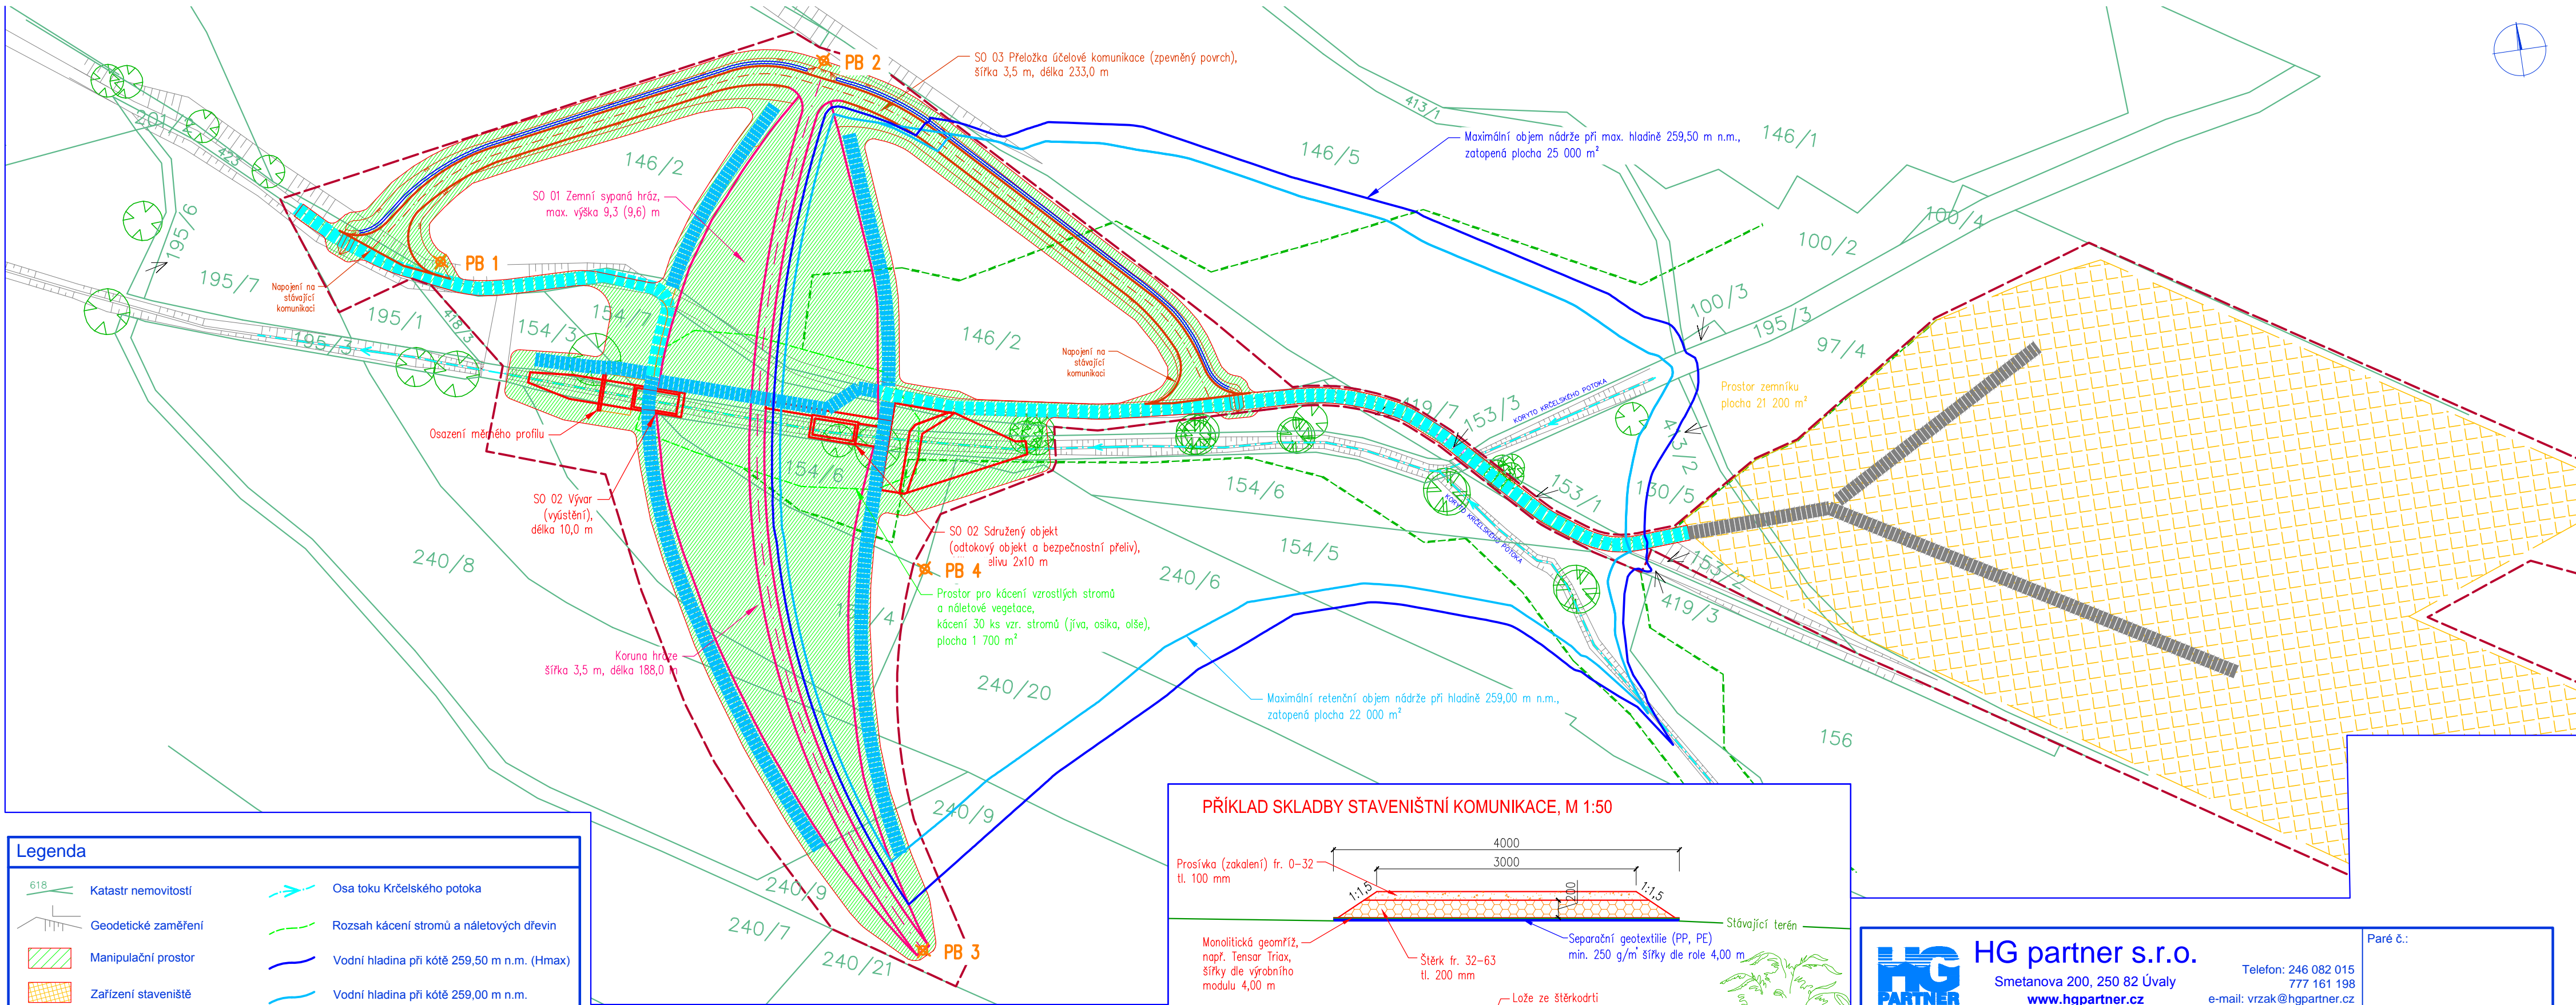 PB 2
SO 03 Přeložka účelové komunikace (zpevněný povrch),
šířka 3,5 m, délka 233,0 m
413/1
Maximální objem nádrže při max. hladině 259,50 m n.m.,
zatopená plocha 25 000 m²
146/1
146/5
201/2
423
146/2
SO 01 Zemní sypaná hráz,
max. výška 9,3 (9,6) m
195/6
100/4
100/2
PB 1
195/7
Napojení na
stávající
komunikaci
195/1
418/3
154/3
154/7
195/3
146/2
Napojení na
stávající
komunikaci
100/3
195/3
97/4
Prostor zemníku
plocha 21 200 m²
419/7
153/3
KORYTO KRČELSKÉHO POTOKA
Osazení měrného profilu
154/6
154/6
153/1
130/5
KORYTO KRČELSKÉHO POTOKA
SO 02 Vývar
(vyústění),
délka 10,0 m
SO 02 Sdružený objekt
(odtokový objekt a bezpečnostní přeliv),
elivu 2x10 m
PB 4
154/5
240/8
240/6
153/2
419/3
Prostor pro kácení vzrostlých stromů
a náletové vegetace,
kácení 30 ks vzr. stromů (jíva, osika, olše),
plocha 1 700 m²
Koruna hráze
šířka 3,5 m, délka 188,0 m
240/20
Maximální retenční objem nádrže při hladině 259,00 m n.m.,
zatopená plocha 22 000 m²
156
240/9
240/9
240/7
240/21
PB 3
Legenda
618
Katastr nemovitostí
Osa toku Krčelského potoka
Geodetické zaměření
Rozsah kácení stromů a náletových dřevin
Manipulační prostor
Vodní hladina při kótě 259,50 m n.m. (Hmax)
Zařízení staveniště
Vodní hladina při kótě 259,00 m n.m.
PŘÍKLAD SKLADBY STAVENIŠTNÍ KOMUNIKACE, M 1:50
4000
3000
Prosívka (zakalení) fr. 0-32
tl. 100 mm
1:1,5
200
1:1,5
Stávající terén
Monolitická geomříž,
např. Tensar Triax,
šířky dle výrobního
modulu 4,00 m
Štěrk fr. 32-63
tl. 200 mm
Separační geotextilie (PP, PE)
min. 250 g/m² šířky dle role 4,00 m
Lože ze štěrkodrti
HG
PARTNER
HG partner s.r.o.
Smetanova 200, 250 82 Úvaly
www.hgpartner.cz
Telefon: 246 082 015
777 161 198
e-mail: vrzak@hgpartner.cz
Paré č.: